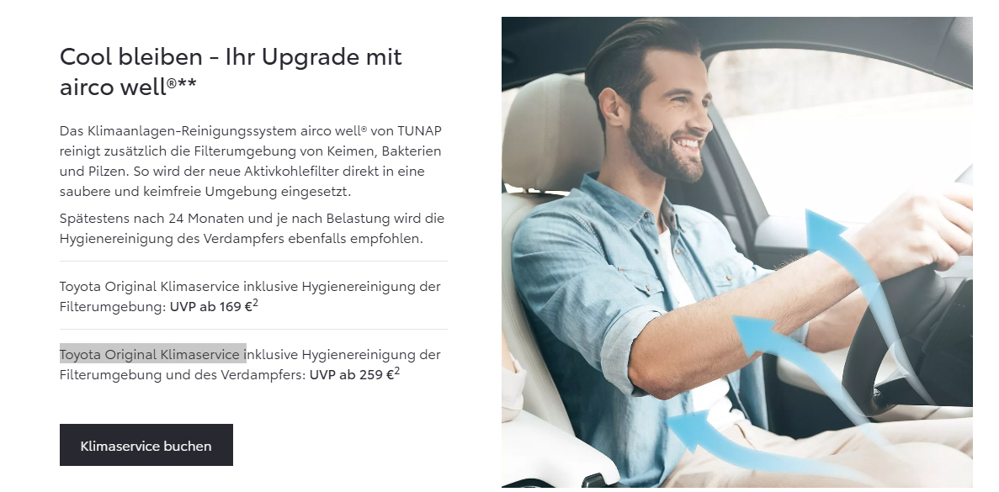 Cool bleiben - Ihr Upgrade mit
airco well®**
Das Klimaanlagen-Reinigungssystem airco well® von TUNAP
reinigt zusätzlich die Filterumgebung von Keimen, Bakterien
und Pilzen. So wird der neue Aktivkohlefilter direkt in eine
saubere und keimfreie Umgebung eingesetzt.
Spätestens nach 24 Monaten und je nach Belastung wird die
Hygienereinigung des Verdampfers ebenfalls empfohlen.
Toyota Original Klimaservice inklusive Hygienereinigung der
Filterumgebung: UVP ab 169 €²
Toyota Original Klimaservice inklusive Hygienereinigung der
Filterumgebung und des Verdampfers: UVP ab 259 €²
Klimaservice buchen